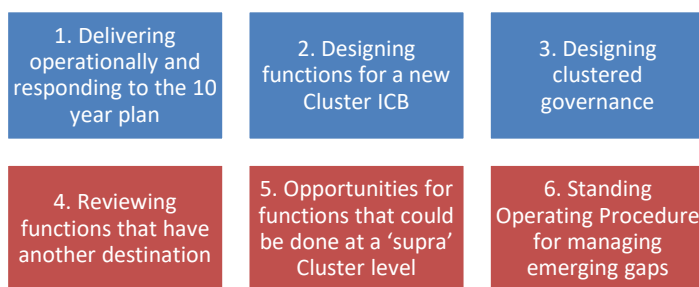 1. Delivering
operationally and
responding to the 10
year plan
2. Designing
functions for a new
Cluster ICB
3. Designing
clustered
governance
4. Reviewing
functions that have
another destination
5. Opportunities for
functions that could
be done at a ‘supra’
Cluster level
6. Standing
Operating Procedure
for managing
emerging gaps